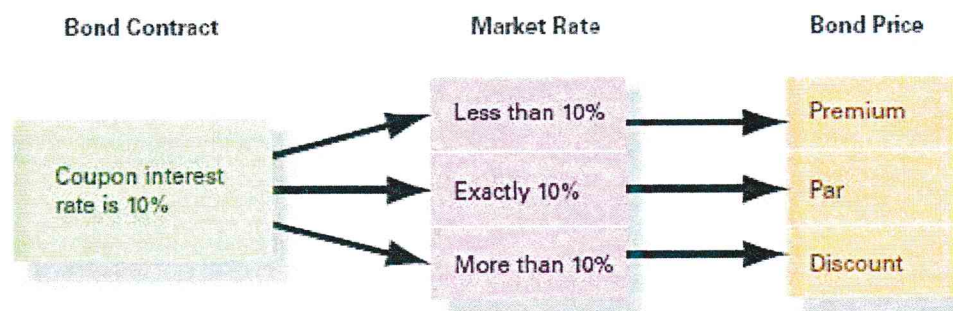 Bond Contract
Market Rate
Bond Price
Coupon interest
rate is 10%
Less than 10%
Premium
Exactly 10%
Par
More than 10%
Discount